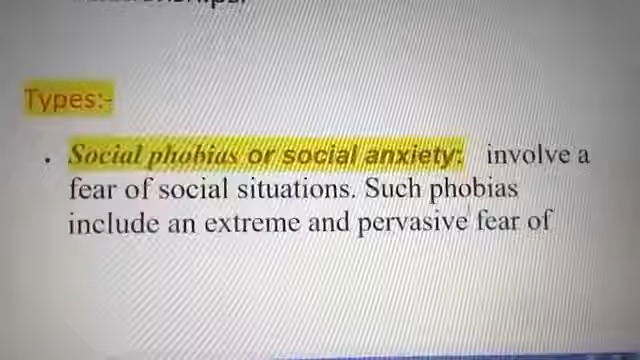 Types:-
• Social phobias or social anxiety: involve a
fear of social situations. Such phobias
include an extreme and pervasive fear of